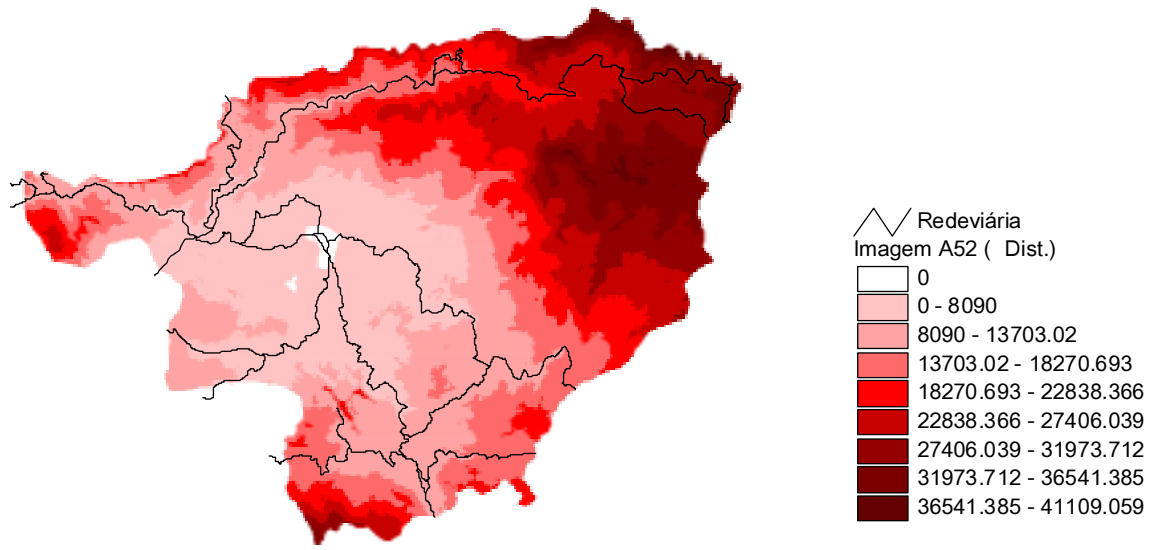 Redeviária
Imagem A52 ( Dist.)
0
0 - 8090
8090 - 13703.02
13703.02 - 18270.693
18270.693 - 22838.366
22838.366 - 27406.039
27406.039 - 31973.712
31973.712 - 36541.385
36541.385 - 41109.059